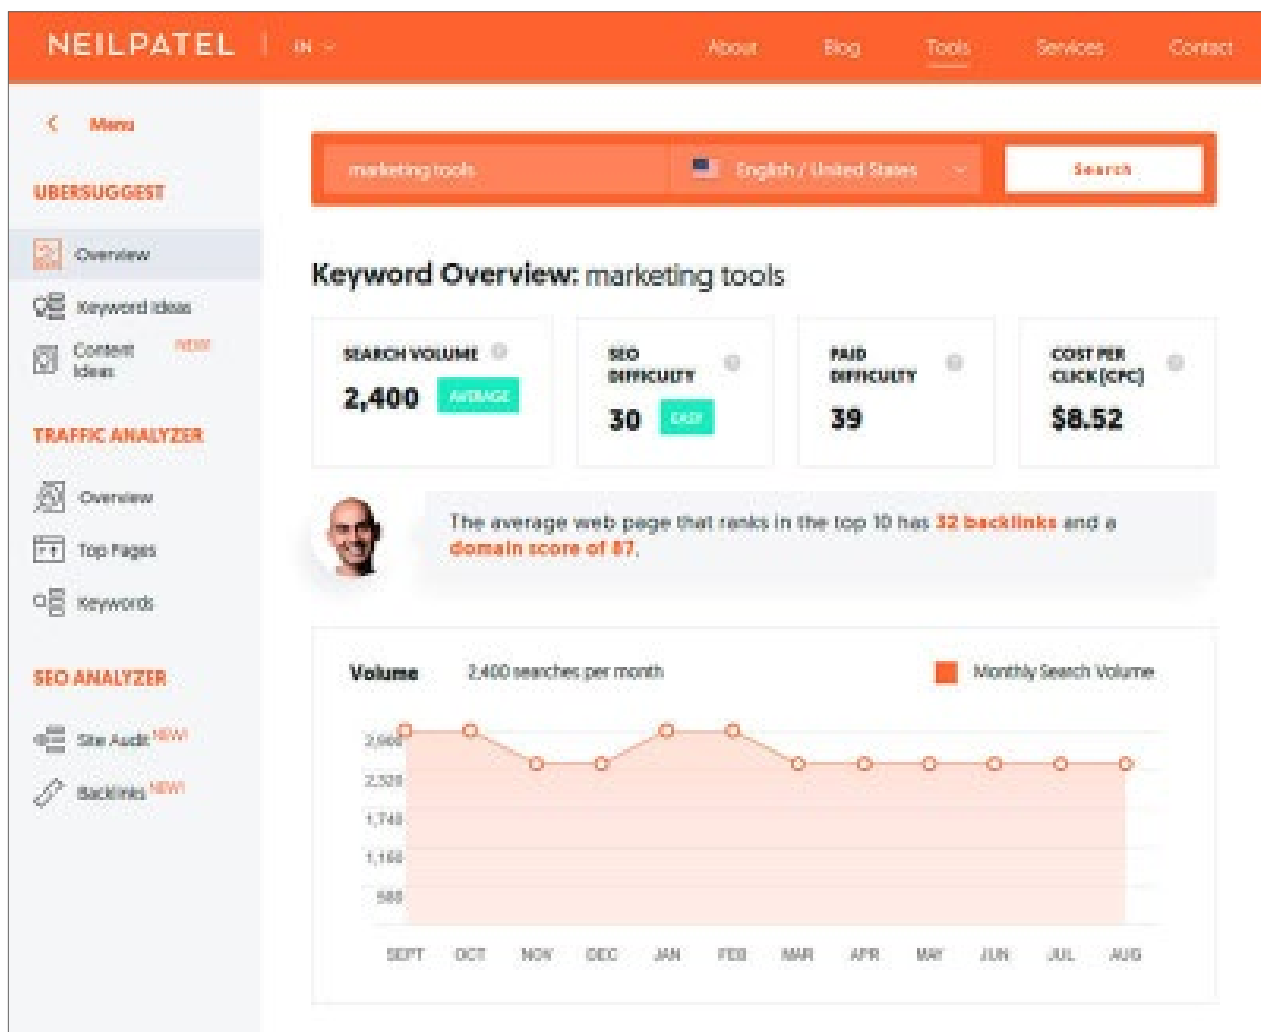 NEILPATEL IN About Blog Tools Services Contact
Menu
UBERSUGGEST
Overview
Keyword Ideas
Content Ideas NEW!
TRAFFIC ANALYZER
Overview
Top Pages
Keywords
SEO ANALYZER
Site Audit NEW!
Backlinks NEW!
marketing tools English / United States Search
Keyword Overview: marketing tools
SEARCH VOLUME
2,400 AVERAGE
SEO DIFFICULTY
30 EASY
PAID DIFFICULTY
39
COST PER CLICK (CPC)
$8.52
The average web page that ranks in the top 10 has 32 backlinks and a
domain score of 87.
Volume 2,400 searches per month Monthly Search Volume
2,900
2,320
1,740
1,160
580
SEPT OCT NOV DEC JAN FEB MAR APR MAY JUN JUL AUG